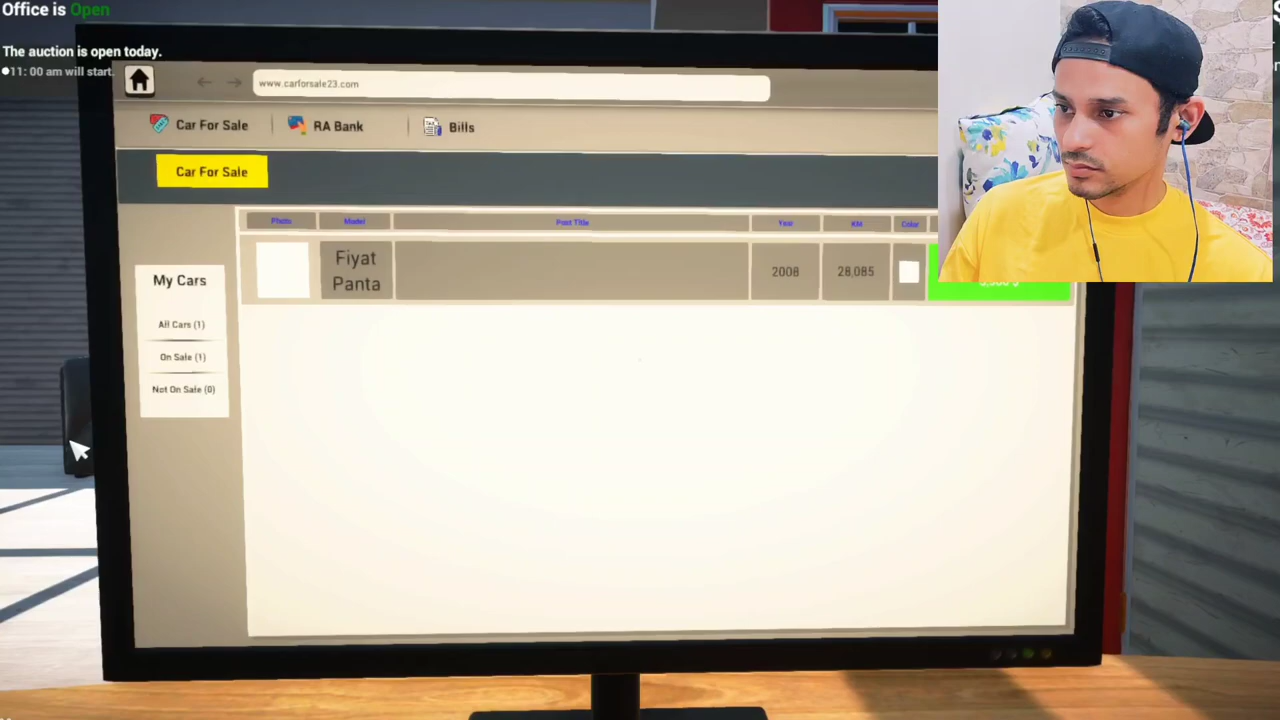 Office is Open
The auction is open today.
11: 00 am will start.
www.carforsale23.com
Car For Sale
RA Bank
Bills
Car For Sale
Photo
Model
Post Title
Year
KM
Color
My Cars
All Cars (1)
On Sale (1)
Not On Sale (0)
Fiyat
Panta
2008
28,085